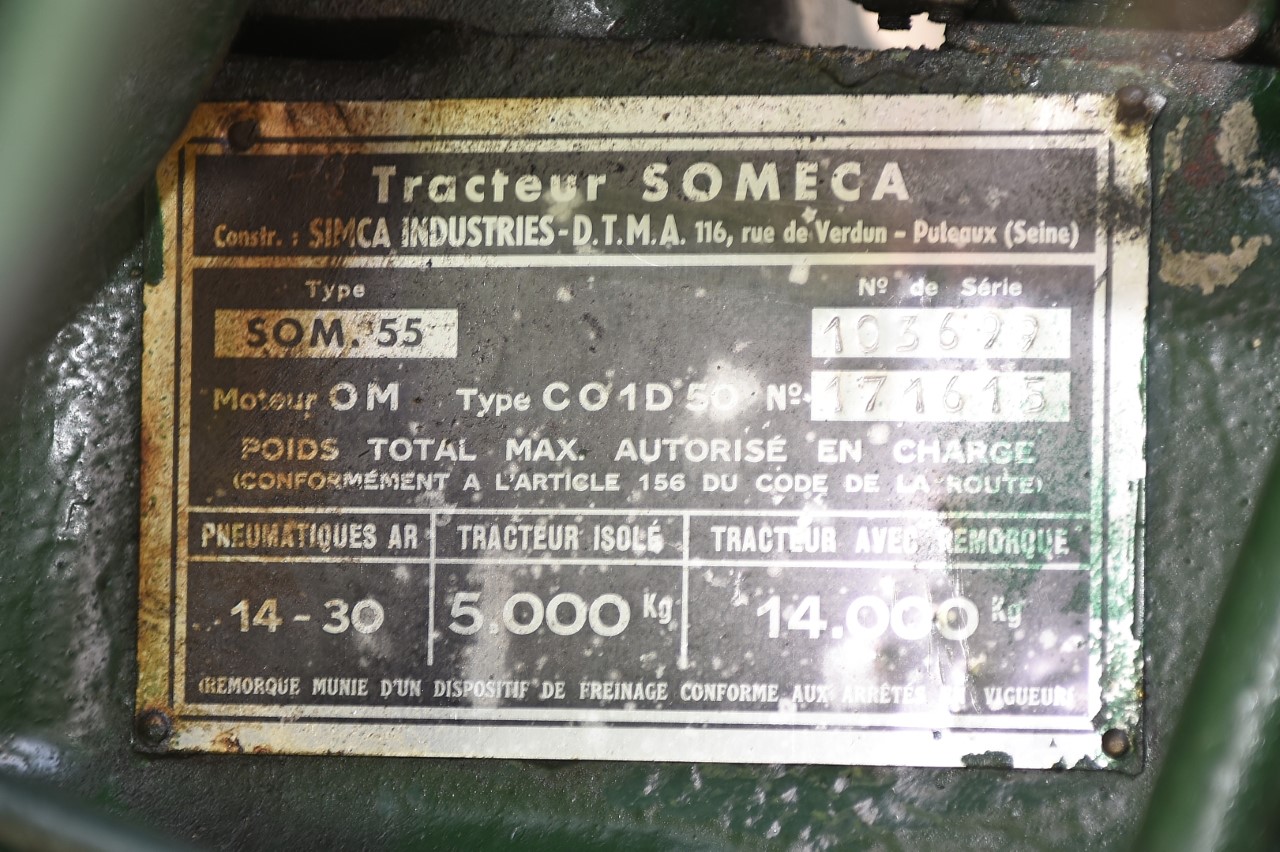 Tracteur SOMECA
Constr. : SIMCA INDUSTRIES - D.T.M.A. 116, rue de Verdun - Puteaux (Seine)
Type N° de Série
SOM. 55 103699
Moteur OM Type CO1D 50 N° 171615
POIDS TOTAL MAX. AUTORISÉ EN CHARGE
(CONFORMÉMENT A L'ARTICLE 156 DU CODE DE LA ROUTE)
PNEUMATIQUES AR TRACTEUR ISOLÉ TRACTEUR AVEC REMORQUE
14-30 5.000 Kg 14.000 Kg
(REMORQUE MUNIE D'UN DISPOSITIF DE FREINAGE CONFORME AUX ARRÊTÉS EN VIGUEUR)